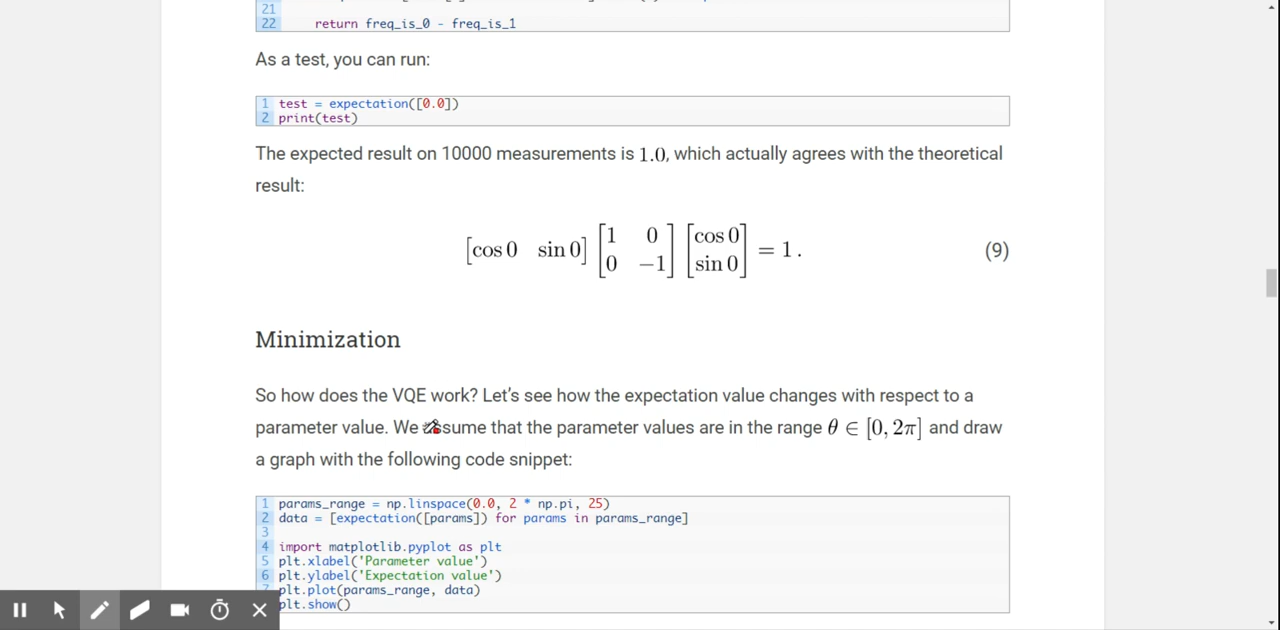 21
22 return freq_is_0 - freq_is_1
As a test, you can run:
1 test = expectation([0.0])
2 print(test)
The expected result on 10000 measurements is 1.0, which actually agrees with the theoretical
result:
[cos 0 sin 0] [1 0 0 −1] [cos 0 sin 0] = 1 . (9)
Minimization
So how does the VQE work? Let's see how the expectation value changes with respect to a
parameter value. We assume that the parameter values are in the range θ ∈ [0, 2π] and draw
a graph with the following code snippet:
1 params_range = np.linspace(0.0, 2 * np.pi, 25)
2 data = [expectation([params]) for params in params_range]
3
4 import matplotlib.pyplot as plt
5 plt.xlabel('Parameter value')
6 plt.ylabel('Expectation value')
7 plt.plot(params_range, data)
plt.show()